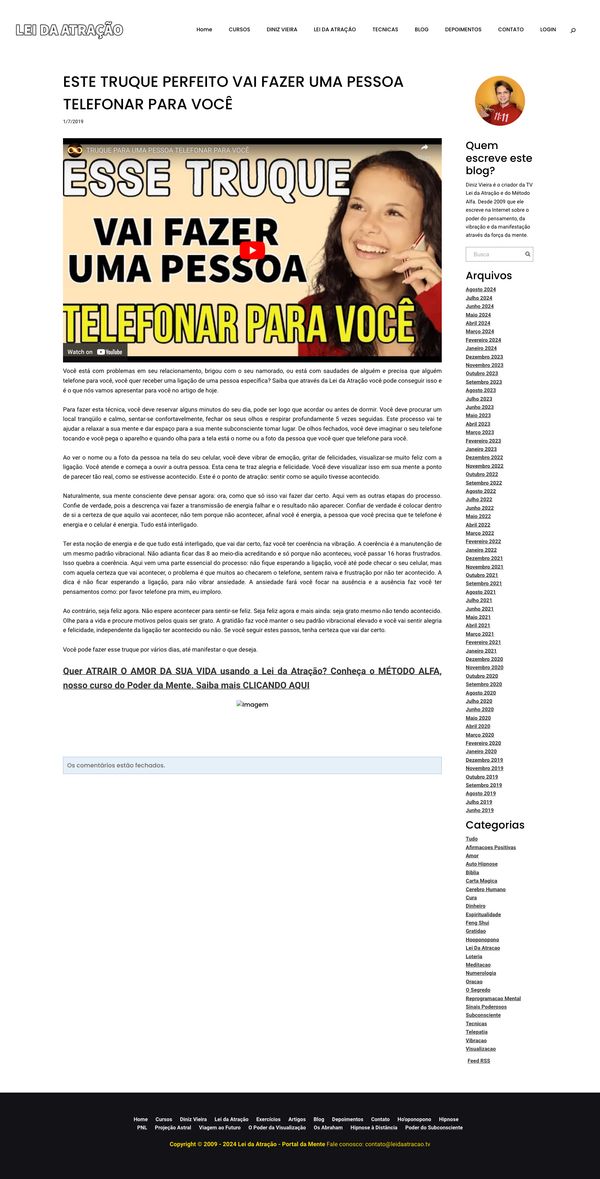 LEI DA ATRAÇÃO
Home CURSOS DINIZ VIEIRA LEI DA ATRAÇÃO TECNICAS BLOG DEPOIMENTOS CONTATO LOGIN
ESTE TRUQUE PERFEITO VAI FAZER UMA PESSOA
TELEFONAR PARA VOCÊ
1/7/2019
TRUQUE PARA UMA PESSOA TELEFONAR PARA VOCÊ
ESSE TRUQUE
VAI FAZER
UMA PESSOA
TELEFONAR PARA VOCÊ
Watch on YouTube
Você está com problemas em seu relacionamento, brigou com o seu namorado, ou está com saudades de alguém e precisa que alguém
telefone para você, você quer receber uma ligação de uma pessoa específica? Saiba que através da Lei da Atração você pode conseguir isso e
é o que nós vamos apresentar para você no artigo de hoje.
Para fazer esta técnica, você deve reservar alguns minutos do seu dia, pode ser logo que acordar ou antes de dormir. Você deve procurar um
local tranqüilo e calmo, sentar-se confortavelmente, fechar os seus olhos e respirar profundamente 5 vezes seguidas. Este processo vai te
ajudar a relaxar a sua mente e dar espaço para a sua mente subconsciente tomar lugar. De olhos fechados, você deve imaginar o seu telefone
tocando e você pega o aparelho e quando olha para a tela está o nome ou a foto da pessoa que você quer que telefone para você.
Ao ver o nome ou a foto da pessoa na tela do seu celular, você deve vibrar de emoção, gritar de felicidades, visualizar-se muito feliz com a
ligação. Você atende e começa a ouvir a outra pessoa. Esta cena te traz alegria e felicidade. Você deve visualizar isso em sua mente a ponto
de parecer tão real, como se estivesse acontecido. Este é o ponto de atração: sentir como se aquilo tivesse acontecido.
Naturalmente, sua mente consciente deve pensar agora: ora, como que só isso vai fazer dar certo. Aqui vem as outras etapas do processo.
Confie de verdade, pois a descrença vai fazer a transmissão de energia falhar e o resultado não aparecer. Confiar de verdade é colocar dentro
de si a certeza de que aquilo vai acontecer, não tem porque não acontecer, afinal você é energia, a pessoa que você precisa que te telefone é
energia e o celular é energia. Tudo está interligado.
Ter esta noção de energia e de que tudo está interligado, que vai dar certo, faz você ter coerência na vibração. A coerência é a manutenção de
um mesmo padrão vibracional. Não adianta ficar das 8 ao meio-dia acreditando e só porque não aconteceu, você passar 16 horas frustrados.
Isso quebra a coerência. Aqui vem uma parte essencial do processo: não fique esperando a ligação, você até pode checar o seu celular, mas
com aquela certeza que vai acontecer, o problema é que muitos ao checarem o telefone, sentem raiva e frustração por não ter acontecido. A
dica é não ficar esperando a ligação, para não vibrar ansiedade. A ansiedade fará você focar na ausência e a ausência faz você ter
pensamentos como: por favor telefone pra mim, eu imploro.
Ao contrário, seja feliz agora. Não espere acontecer para sentir-se feliz. Seja feliz agora e mais ainda: seja grato mesmo não tendo acontecido.
Olhe para a vida e procure motivos pelos quais ser grato. A gratidão faz você manter o seu padrão vibracional elevado e você vai sentir alegria
e felicidade, independente da ligação ter acontecido ou não. Se você seguir estes passos, tenha certeza que vai dar certo.
Você pode fazer esse truque por vários dias, até manifestar o que deseja.
Quer ATRAIR O AMOR DA SUA VIDA usando a Lei da Atração? Conheça o MÉTODO ALFA,
nosso curso do Poder da Mente. Saiba mais CLICANDO AQUI
Imagem
Os comentários estão fechados.
11:11
Quem
escreve este
blog?
Diniz Vieira é o criador da TV
Lei da Atração e do Método
Alfa. Desde 2009 que ele
escreve na Internet sobre o
poder do pensamento, da
vibração e da manifestação
através da força da mente.
Busca
Arquivos
Agosto 2024
Julho 2024
Junho 2024
Maio 2024
Abril 2024
Março 2024
Fevereiro 2024
Janeiro 2024
Dezembro 2023
Novembro 2023
Outubro 2023
Setembro 2023
Agosto 2023
Julho 2023
Junho 2023
Maio 2023
Abril 2023
Março 2023
Fevereiro 2023
Janeiro 2023
Dezembro 2022
Novembro 2022
Outubro 2022
Setembro 2022
Agosto 2022
Julho 2022
Junho 2022
Maio 2022
Abril 2022
Março 2022
Fevereiro 2022
Janeiro 2022
Dezembro 2021
Novembro 2021
Outubro 2021
Setembro 2021
Agosto 2021
Julho 2021
Junho 2021
Maio 2021
Abril 2021
Março 2021
Fevereiro 2021
Janeiro 2021
Dezembro 2020
Novembro 2020
Outubro 2020
Setembro 2020
Agosto 2020
Julho 2020
Junho 2020
Maio 2020
Abril 2020
Março 2020
Fevereiro 2020
Janeiro 2020
Dezembro 2019
Novembro 2019
Outubro 2019
Setembro 2019
Agosto 2019
Julho 2019
Junho 2019
Categorias
Tudo
Afirmacoes Positivas
Amor
Auto Hipnose
Biblia
Carta Magica
Cerebro Humano
Cura
Dinheiro
Espiritualidade
Feng Shui
Gratidao
Hooponopono
Lei Da Atracao
Loteria
Meditacao
Numerologia
Oracao
O Segredo
Reprogramacao Mental
Sinais Poderosos
Subconsciente
Tecnicas
Telepatia
Vibracao
Visualizacao
Feed RSS
Home Cursos Diniz Vieira Lei da Atração Exercícios Artigos Blog Depoimentos Contato Ho'oponopono Hipnose
PNL Projeção Astral Viagem ao Futuro O Poder da Visualização Os Abraham Hipnose à Distância Poder do Subconsciente
Copyright © 2009 - 2024 Lei da Atração - Portal da Mente Fale conosco: contato@leidaatracao.tv